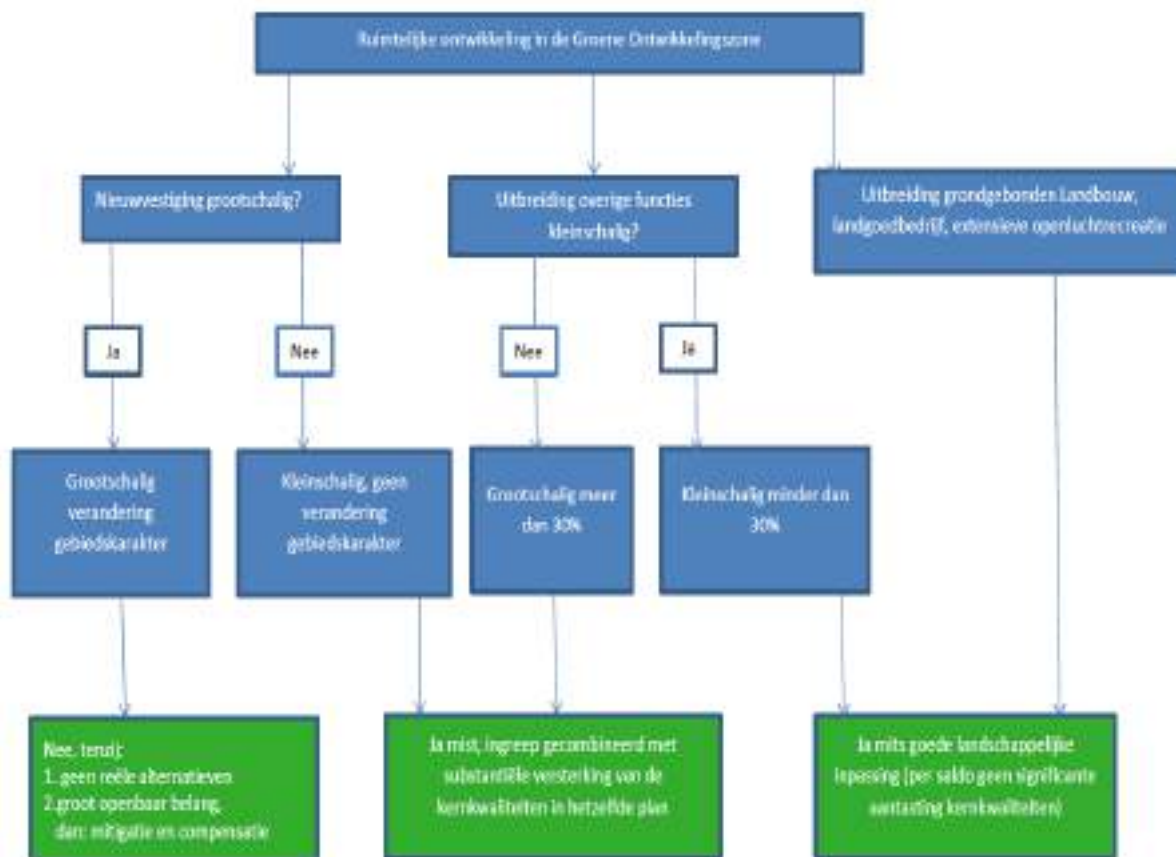 Ruimtelijke ontwikkeling in de Groene Ontwikkelingszone
Nieuwvestiging grootschalig?
Uitbreiding overige functies
kleinschalig?
Uitbreiding grondgebonden Landbouw,
landgoedbedrijf, extensieve openluchtrecreatie
Ja
Nee
Nee
Ja
Grootschalig
verandering
gebiedskarakter
Kleinschalig, geen
verandering
gebiedskarakter
Grootschalig meer
dan 30%
Kleinschalig minder dan
30%
Nee, tenzij:
1. geen reële alternatieven
2.groot openbaar belang,
dan: mitigatie en compensatie
Ja mist, ingreep gecombineerd met
substantiële versterking van de
kernkwaliteiten in hetzelfde plan
Ja mits goede landschappelijke
inpassing (per saldo geen significante
aantasting kernkwaliteiten)